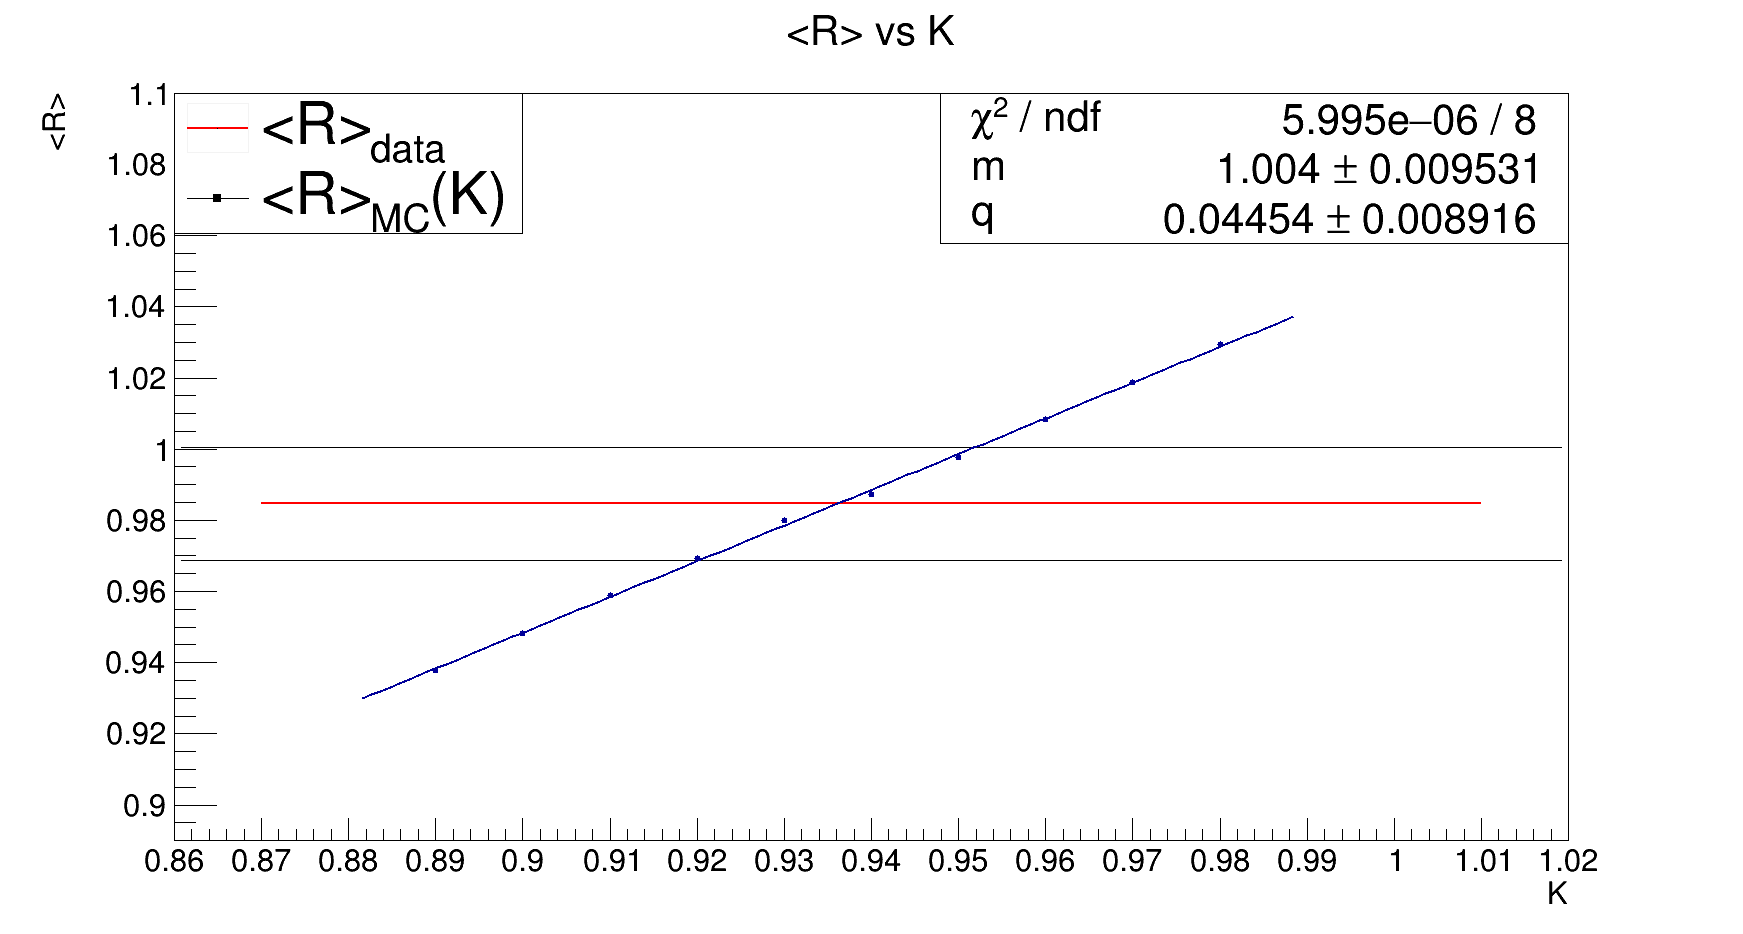 <R> vs K
<R>
<R>data
<R>MC(K)
χ2 / ndf 5.995e−06 / 8
m 1.004 ± 0.009531
q 0.04454 ± 0.008916
1.1
1.08
1.06
1.04
1.02
1
0.98
0.96
0.94
0.92
0.9
0.86 0.87 0.88 0.89 0.9 0.91 0.92 0.93 0.94 0.95 0.96 0.97 0.98 0.99 1 1.01 1.02
K